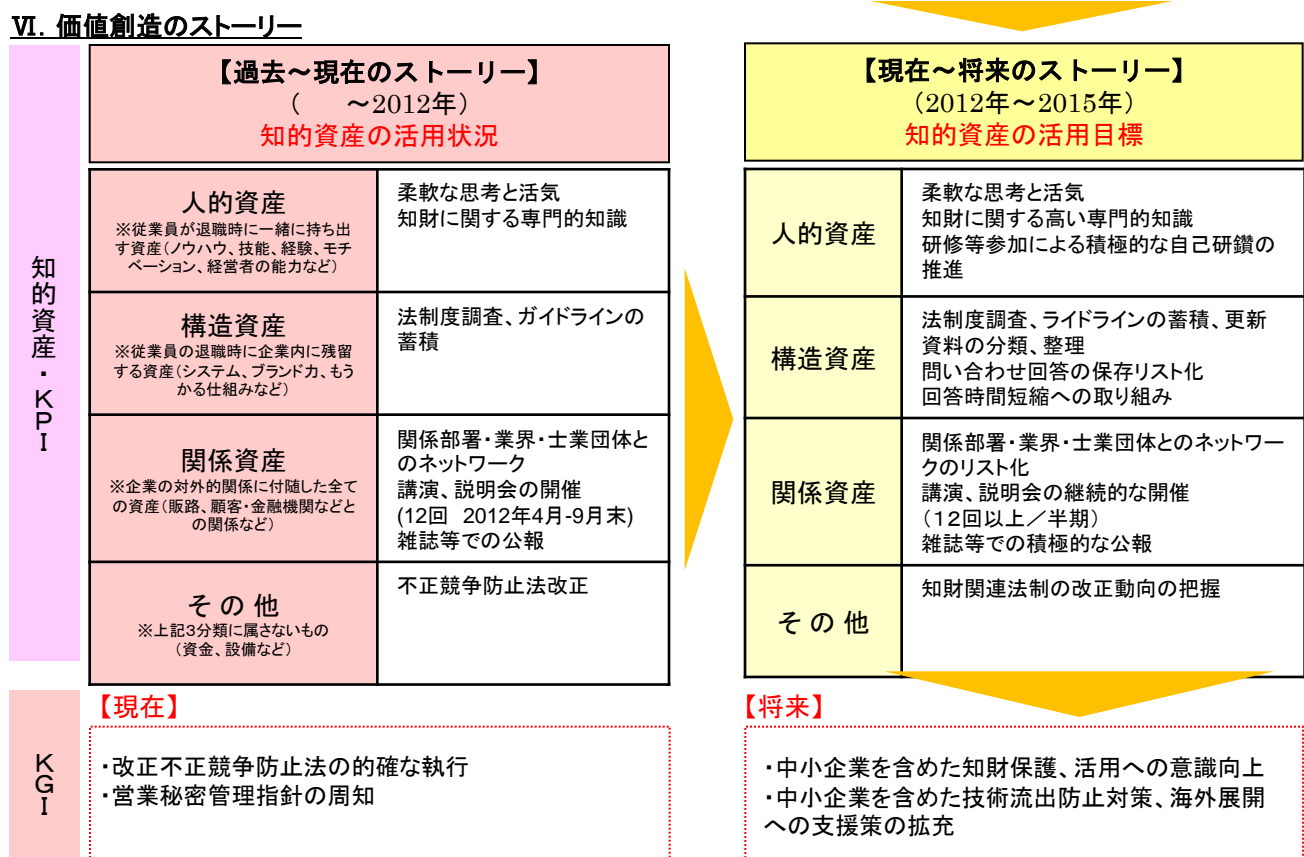 Ⅵ．価値創造のストーリー
【過去～現在のストーリー】
（　　～2012年）
知的資産の活用状況
【現在～将来のストーリー】
（2012年～2015年）
知的資産の活用目標
知的資産・KPI
人的資産
※従業員が退職時に一緒に持ち出
す資産（ノウハウ、技能、経験、モチ
ベーション、経営者の能力など）
柔軟な思考と活気
知財に関する専門的知識
構造資産
※従業員の退職時に企業内に残留
する資産（システム、ブランド力、もう
かる仕組みなど）
法制度調査、ガイドラインの
蓄積
関係資産
※企業の対外的関係に付随した全て
の資産（販路、顧客・金融機関などと
の関係など）
関係部署・業界・士業団体と
のネットワーク
講演、説明会の開催
(12回 2012年4月-9月末)
雑誌等での公報
その他
※上記３分類に属さないもの
（資金、設備など）
不正競争防止法改正
人的資産
柔軟な思考と活気
知財に関する高い専門的知識
研修等参加による積極的な自己研鑽の
推進
構造資産
法制度調査、ライドラインの蓄積、更新
資料の分類、整理
問い合わせ回答の保存リスト化
回答時間短縮への取り組み
関係資産
関係部署・業界・士業団体とのネットワー
クのリスト化
講演、説明会の継続的な開催
（１２回以上／半期）
雑誌等での積極的な公報
その他
知財関連法制の改正動向の把握
KGI
【現在】
・改正不正競争防止法の的確な執行
・営業秘密管理指針の周知
【将来】
・中小企業を含めた知財保護、活用への意識向上
・中小企業を含めた技術流出防止対策、海外展開
への支援策の拡充